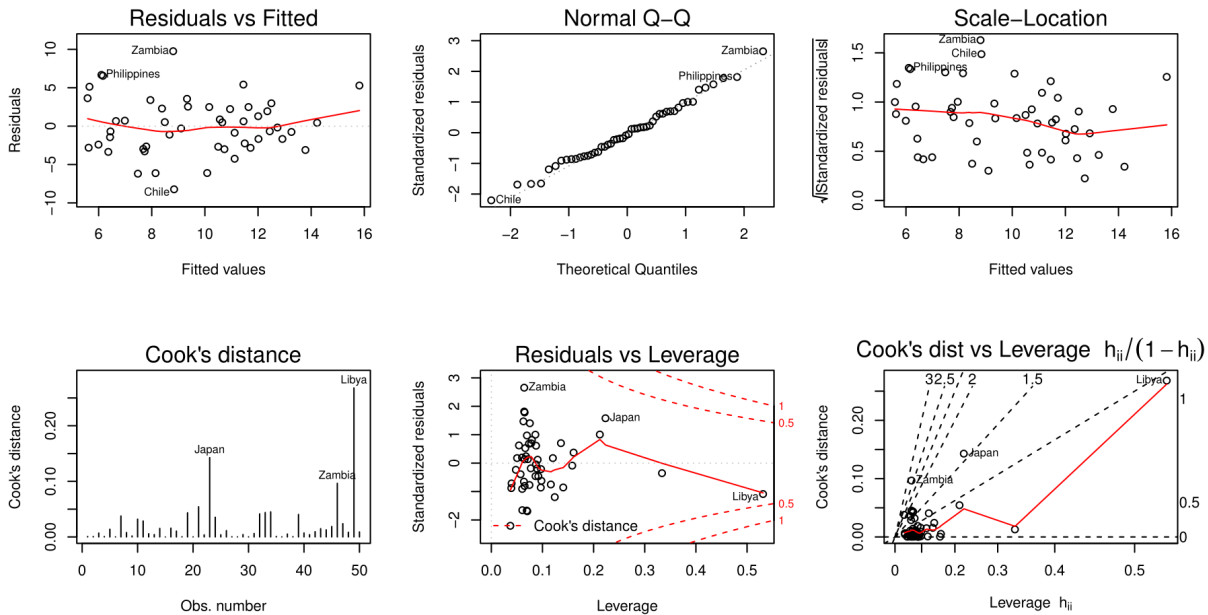 Residuals vs Fitted
Residuals
10
5
0
−5
−10
Zambia
Philippines
Chile
6 8 10 12 14 16
Fitted values
Normal Q−Q
Standardized residuals
3
2
1
0
−1
−2
Zambia
Philippines
Chile
−2 −1 0 1 2
Theoretical Quantiles
Scale−Location
√|Standardized residuals|
1.5
1.0
0.5
0.0
Zambia
Chile
Philippines
6 8 10 12 14 16
Fitted values
Cook's distance
Cook's distance
0.20
0.10
0.00
Libya
Japan
Zambia
0 10 20 30 40 50
Obs. number
Residuals vs Leverage
Standardized residuals
3
2
1
0
−1
−2
Zambia
Japan
Libya
Cook's distance
1
0.5
0.5
1
0.0 0.1 0.2 0.3 0.4 0.5
Leverage
Cook's dist vs Leverage hii/(1−hii)
Cook's distance
0.20
0.10
0.00
3 2.5 2 1.5
Libya
1
Japan
Zambia
0.5
0
0 0.1 0.2 0.3 0.5
Leverage hii